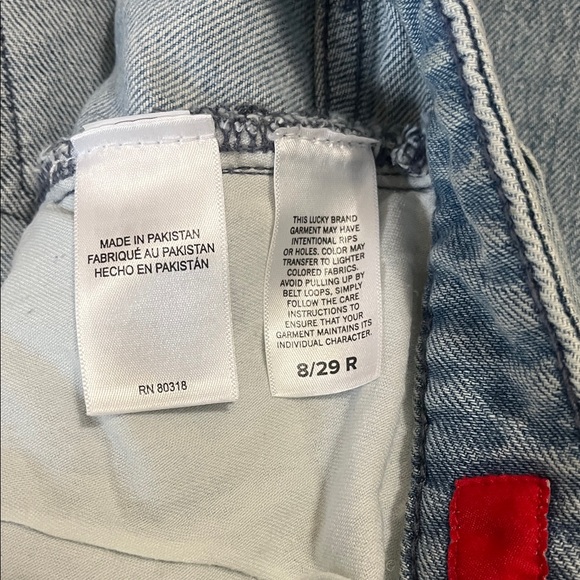 MADE IN PAKISTAN
FABRIQUÉ AU PAKISTAN
HECHO EN PAKISTÁN
RN 80318
THIS LUCKY BRAND
GARMENT MAY HAVE
INTENTIONAL RIPS
OR HOLES. COLOR MAY
TRANSFER TO LIGHTER
COLORED FABRICS.
AVOID PULLING UP BY
BELT LOOPS, SIMPLY
FOLLOW THE CARE
INSTRUCTIONS TO
ENSURE THAT YOUR
GARMENT MAINTAINS ITS
INDIVIDUAL CHARACTER.
8/29 R